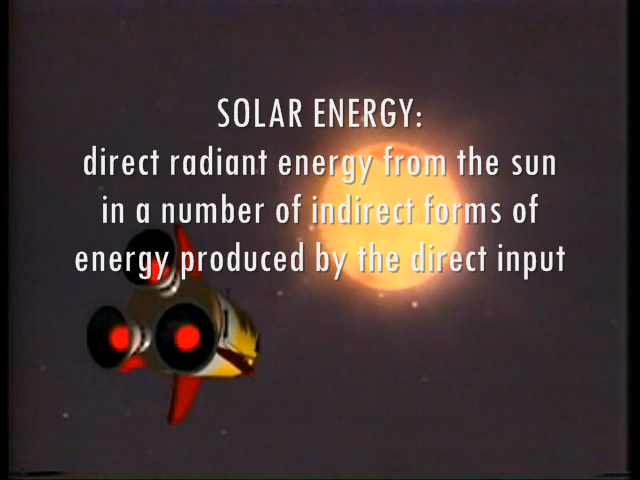 SOLAR ENERGY:
direct radiant energy from the sun
in a number of indirect forms of
energy produced by the direct input